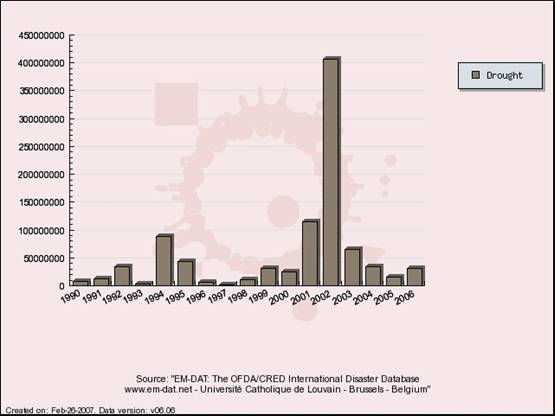 450000000
400000000
350000000
300000000
250000000
200000000
150000000
100000000
50000000
0
1990 1991 1992 1993 1994 1995 1996 1997 1998 1999 2000 2001 2002 2003 2004 2005 2006
Drought
Source: "EM-DAT: The OFDA/CRED International Disaster Database
www.em-dat.net - Université Catholique de Louvain - Brussels - Belgium"
Created on: Feb-26-2007. Data version: v06.06